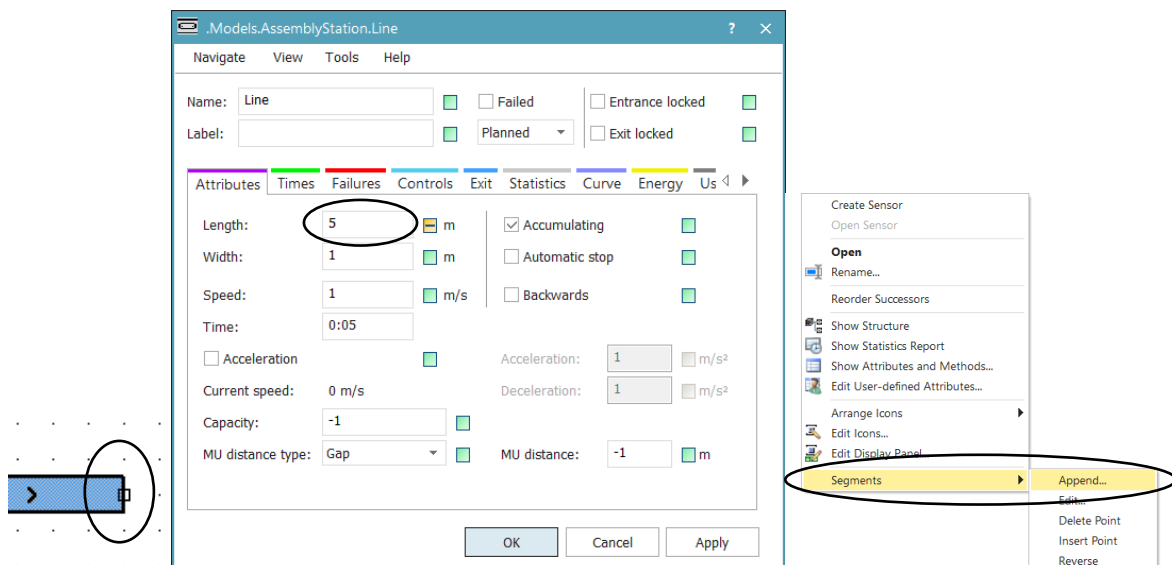 .Models.AssemblyStation.Line ? ×
Navigate View Tools Help
Name: Line Failed Entrance locked
Label: Planned Exit locked
Attributes Times Failures Controls Exit Statistics Curve Energy Us
Length: 5 m Accumulating
Width: 1 m Automatic stop
Speed: 1 m/s Backwards
Time: 0:05
Acceleration Acceleration: 1 m/s²
Current speed: 0 m/s Deceleration: 1 m/s²
Capacity: -1
MU distance type: Gap MU distance: -1 m
OK Cancel Apply
Create Sensor
Open Sensor
Open
Rename...
Reorder Successors
Show Structure
Show Statistics Report
Show Attributes and Methods...
Edit User-defined Attributes...
Arrange Icons
Edit Icons...
Edit Display Panel
Segments
Append...
Edit...
Delete Point
Insert Point
Reverse